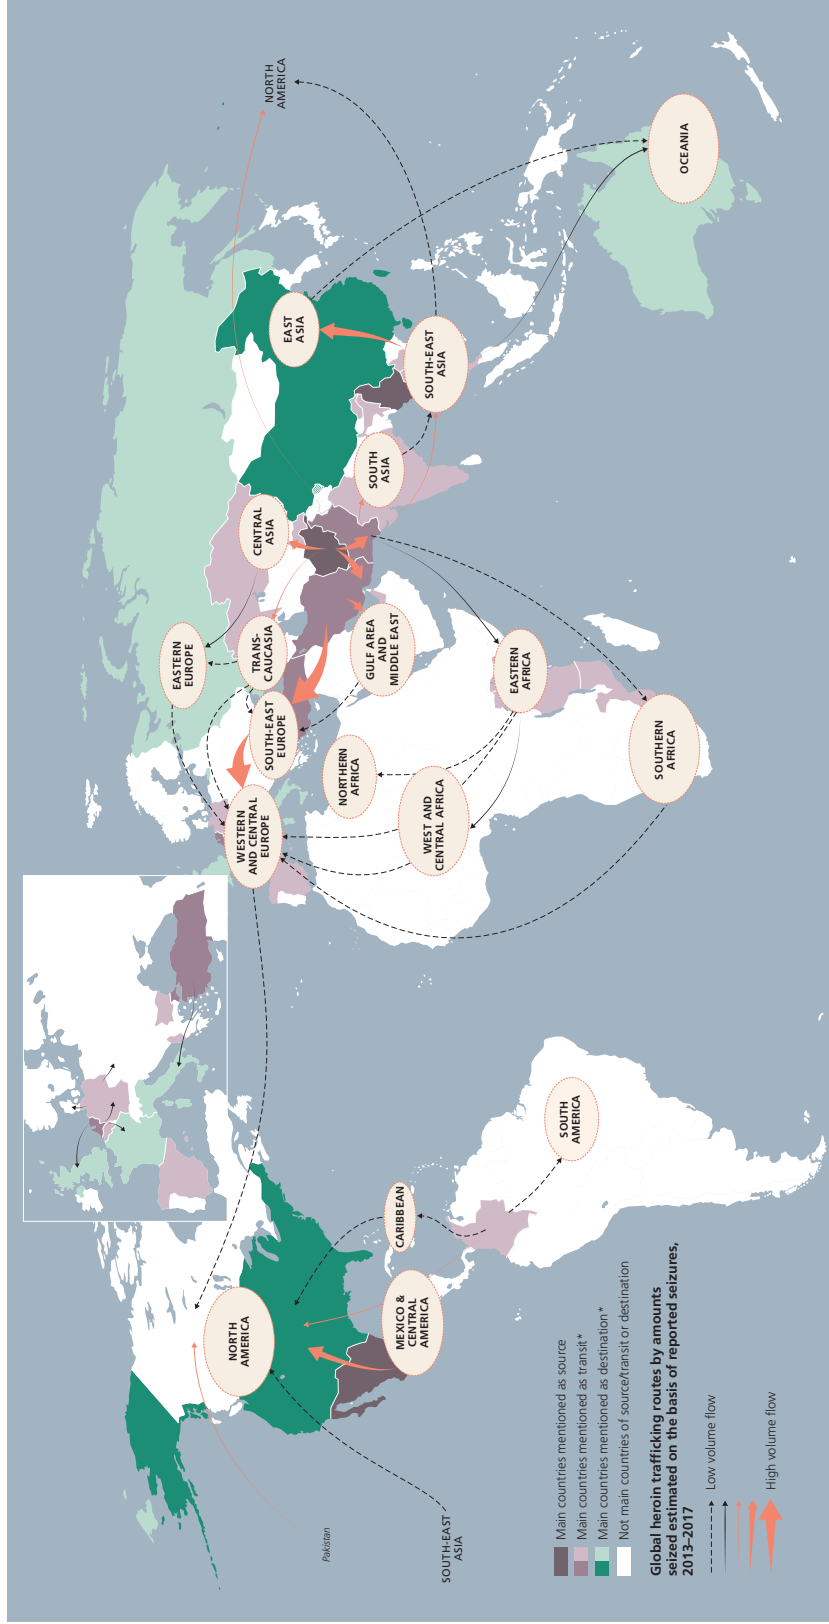 NORTH
AMERICA
MEXICO &
CENTRAL
AMERICA
CARIBBEAN
SOUTH
AMERICA
Pakistan
SOUTH-EAST
ASIA
WESTERN
AND CENTRAL
EUROPE
SOUTH-EAST
EUROPE
EASTERN
EUROPE
TRANS-
CAUCASIA
CENTRAL
ASIA
GULF AREA
AND
MIDDLE EAST
NORTHERN
AFRICA
WEST AND
CENTRAL AFRICA
EASTERN
AFRICA
SOUTHERN
AFRICA
SOUTH
ASIA
EAST
ASIA
SOUTH-EAST
ASIA
OCEANIA
NORTH
AMERICA
Main countries mentioned as source
Main countries mentioned as transit*
Main countries mentioned as destination*
Not main countries of source/transit or destination
Global heroin trafficking routes by amounts
seized estimated on the basis of reported seizures,
2013–2017
Low volume flow
High volume flow